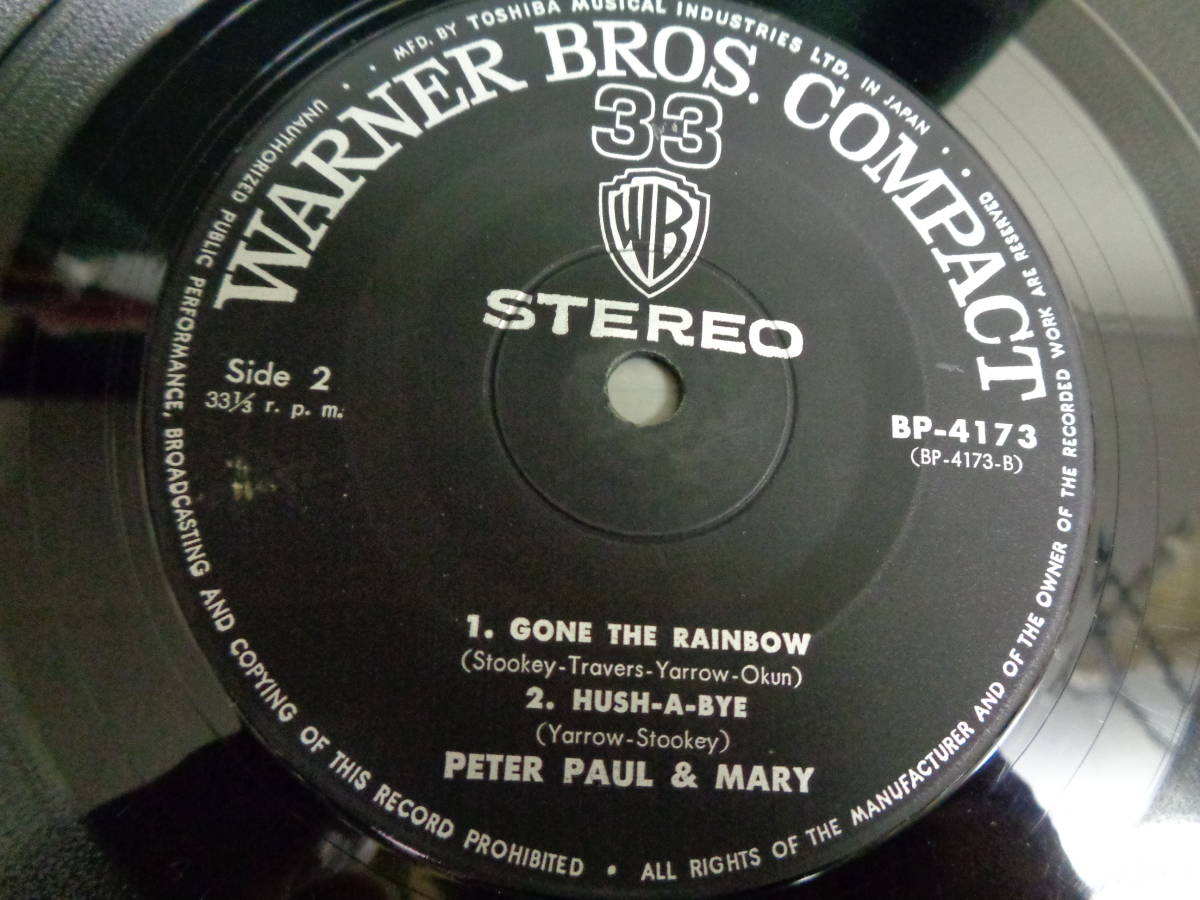 MFD. BY TOSHIBA MUSICAL INDUSTRIES LTD. IN JAPAN
WARNER BROS. COMPACT
33
WB
STEREO
Side 2
33⅓ r. p. m.
BP-4173
(BP-4173-B)
1. GONE THE RAINBOW
(Stookey-Travers-Yarrow-Okun)
2. HUSH-A-BYE
(Yarrow-Stookey)
PETER PAUL & MARY
UNAUTHORIZED PUBLIC PERFORMANCE, BROADCASTING AND COPYING OF THIS RECORD PROHIBITED • ALL RIGHTS OF THE MANUFACTURER AND OF THE OWNER OF THE RECORDED WORK ARE RESERVED